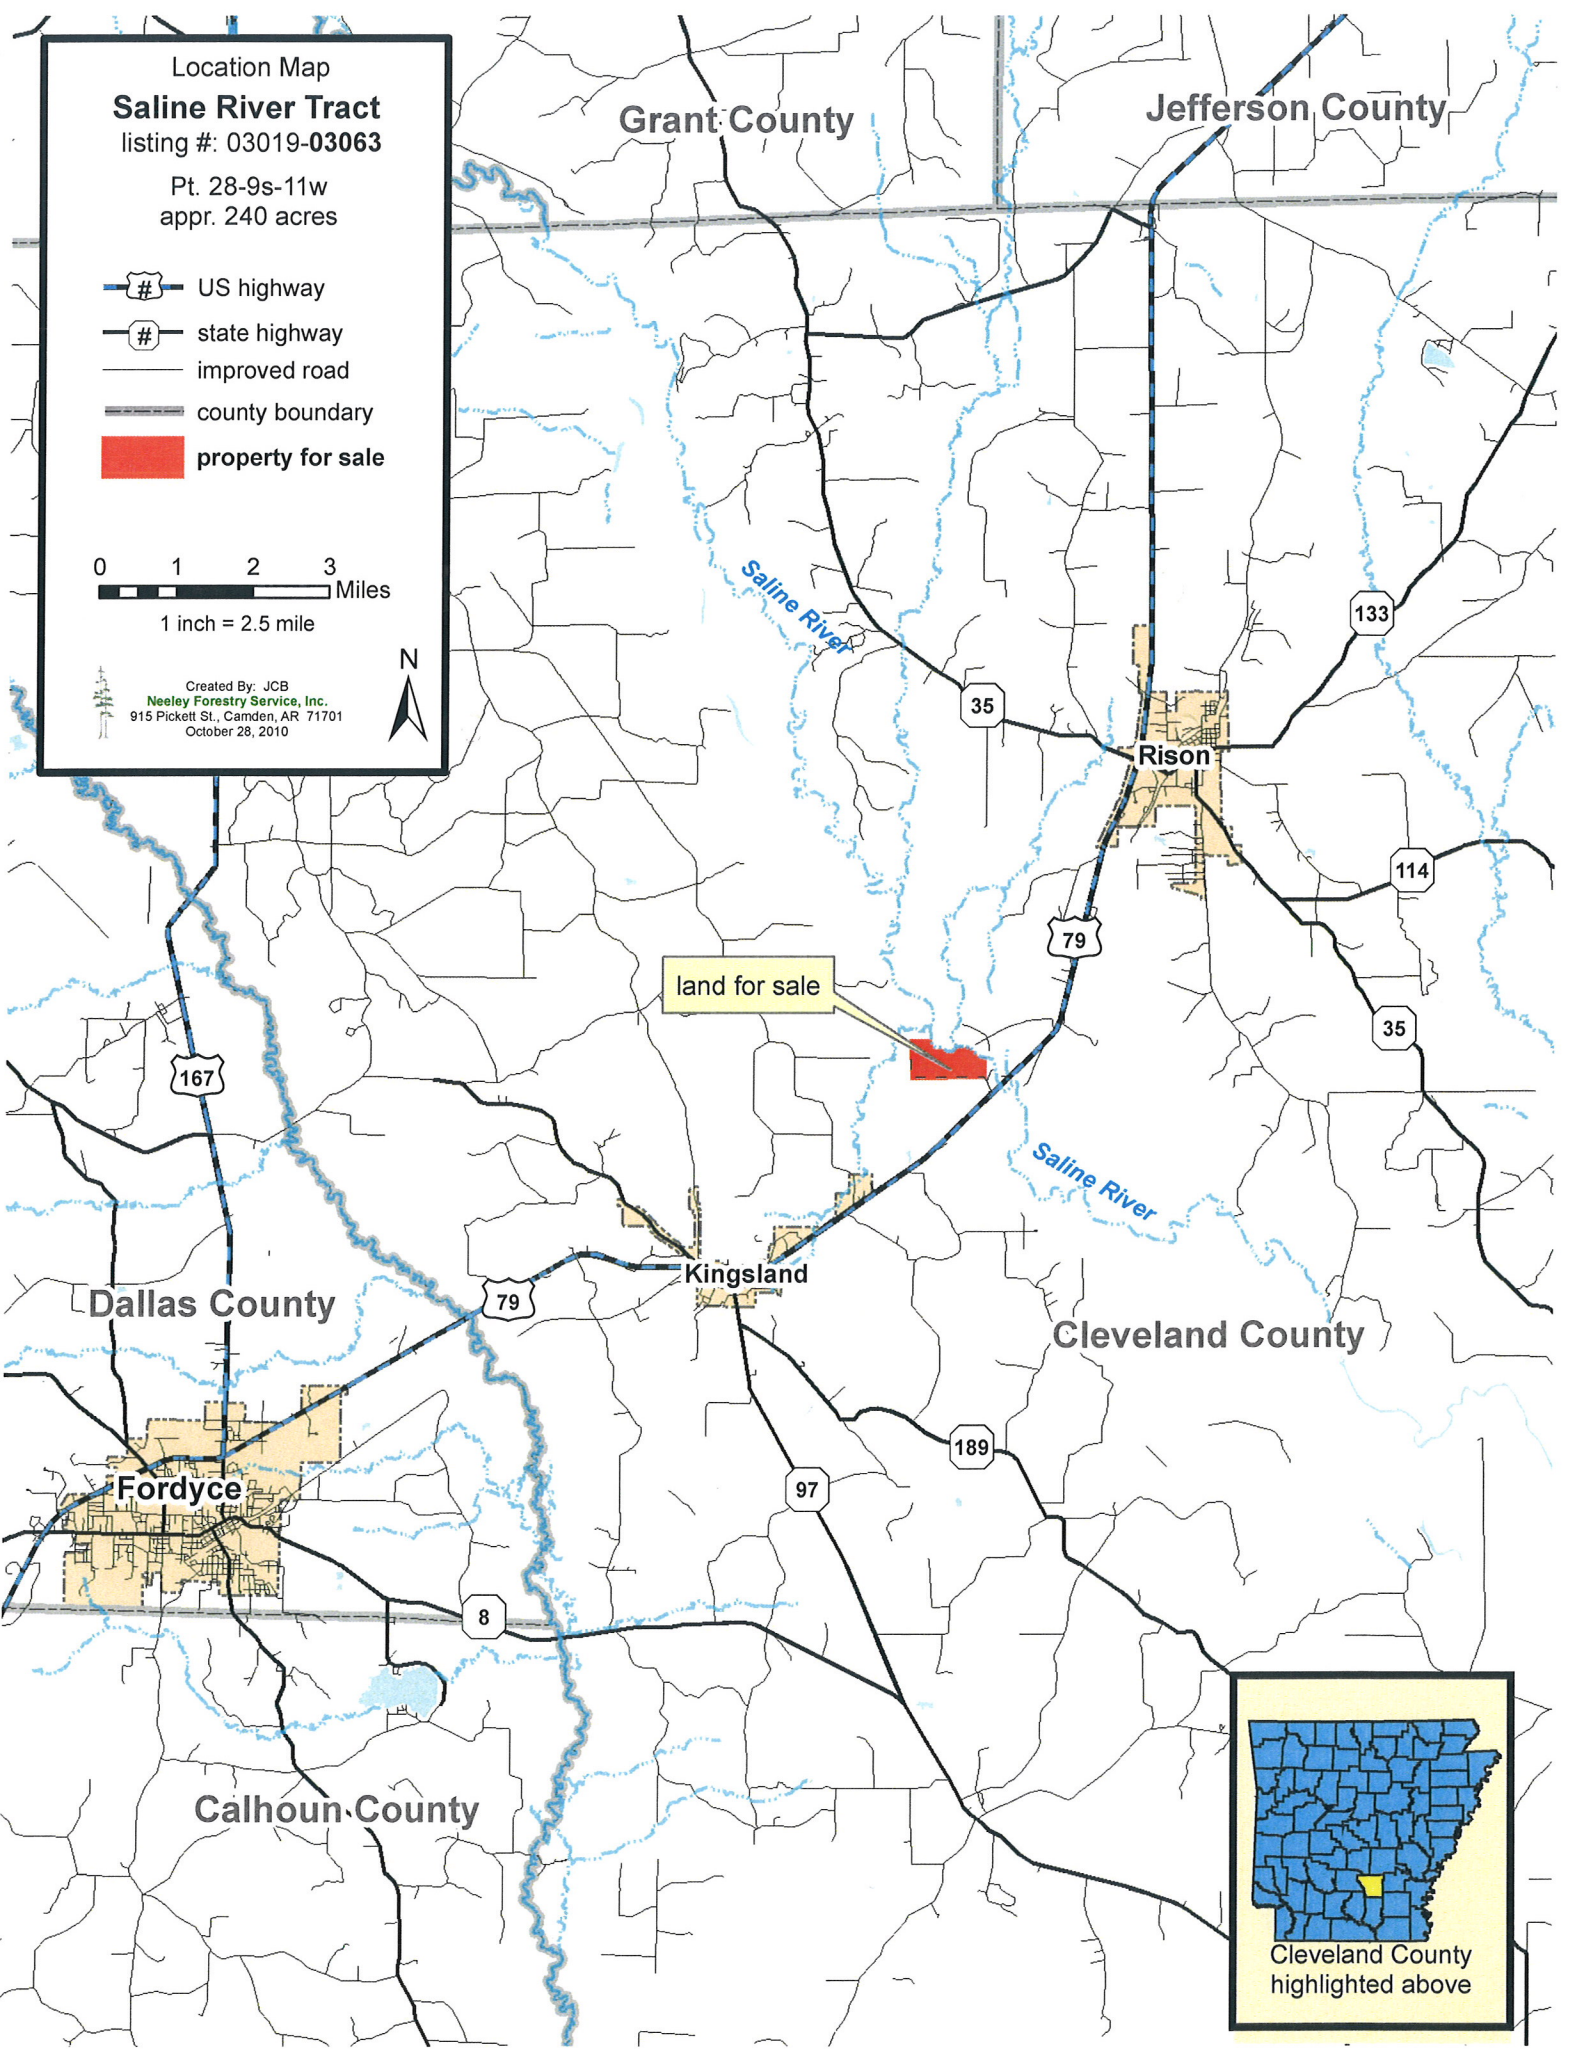 Location Map
Saline River Tract
listing #: 03019-03063
Pt. 28-9s-11w
appr. 240 acres
# US highway
# state highway
improved road
county boundary
property for sale
0 1 2 3
Miles
1 inch = 2.5 mile
N
Created By: JCB
Neeley Forestry Service, Inc.
915 Pickett St., Camden, AR 71701
October 28, 2010
Grant County
Jefferson County
Saline River
133
35
Rison
114
79
land for sale
35
167
Saline River
Kingsland
79
Dallas County
Cleveland County
189
97
Fordyce
8
Calhoun County
Cleveland County
highlighted above